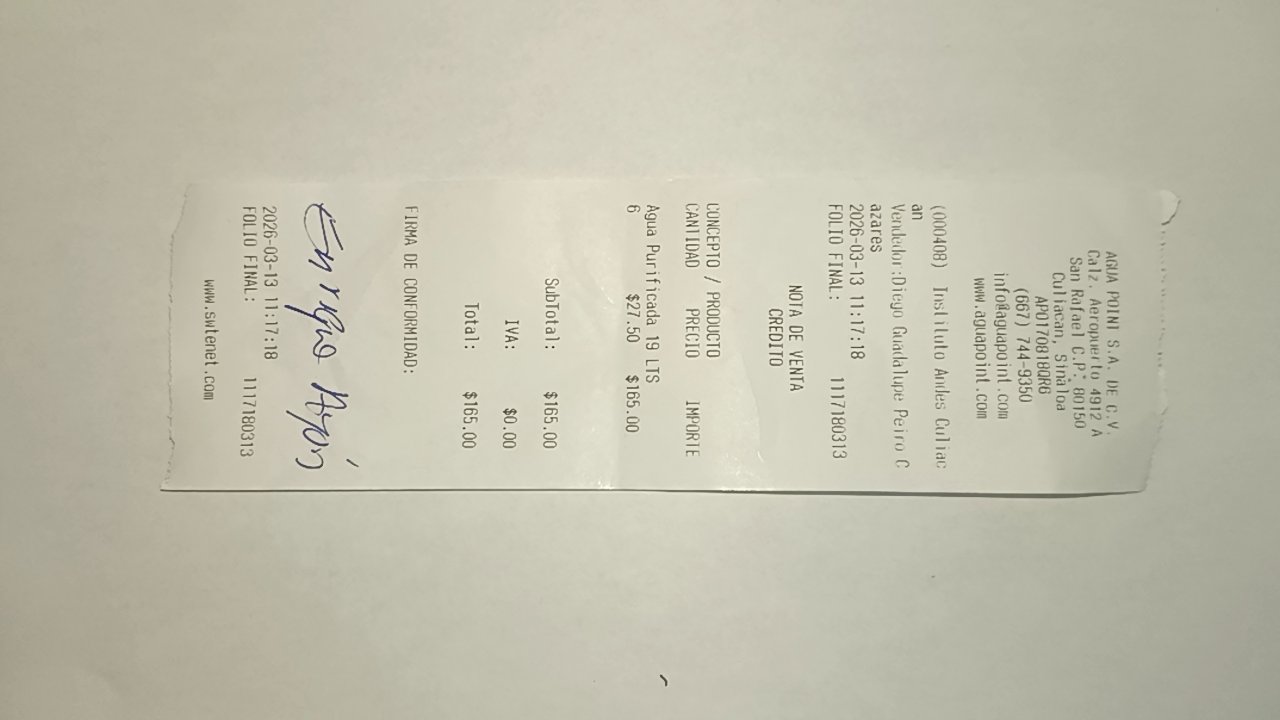 AGUA POINT S.A. DE C.V.
Calz. Aeropuerto 4912 A
San Rafael C.P. 80150
Culiacan, Sinaloa
APO170818QR6
(667) 744-9350
info@aguapoint.com
www.aguapoint.com
(000408) Instituto Andes Culiac
an
Vendedor:Diego Guadalupe Peiro C
azares
2026-03-13 11:17:18
FOLIO FINAL: 1117180313
NOTA DE VENTA
CREDITO
CONCEPTO / PRODUCTO
CANTIDAD PRECIO IMPORTE
Agua Purificada 19 LTS
6 $27.50 $165.00
SubTotal: $165.00
IVA: $0.00
Total: $165.00
FIRMA DE CONFORMIDAD:
2026-03-13 11:17:18
FOLIO FINAL: 1117180313
www.swtenet.com